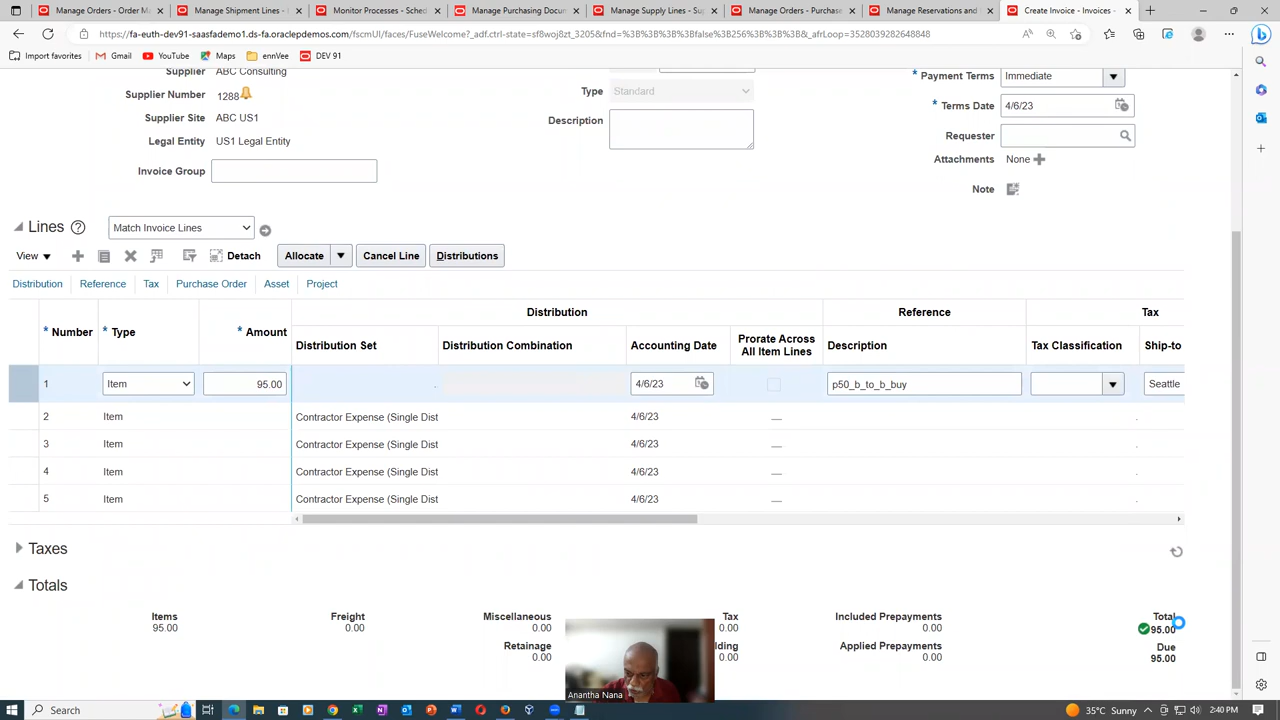 Manage Orders - Order Ma
Manage Shipment Lines -
Monitor Processes - Sched
Manage Purchasing Docum
Manage Supply Lines - Sup
Manage Orders - Purchase
Manage Reservations and
Create Invoice - Invoices -
https://fa-euth-dev91-saasfademo1.ds-fa.oraclepdemos.com/fscmUI/faces/FuseWelcome?_adf.ctrl-state=sf8woj8zt_3205&fnd=%3B%3B%3B%3Bfalse%3B256%3B%3B%3B&_afrLoop=3528039282648848
Import favorites
Gmail
YouTube
Maps
ennVee
DEV 91
Supplier ABC Consulting
Supplier Number 1288
Supplier Site ABC US1
Legal Entity US1 Legal Entity
Invoice Group
Type Standard
Description
* Payment Terms Immediate
* Terms Date 4/6/23
Requester
Attachments None
Note
Lines Match Invoice Lines
View Detach Allocate Cancel Line Distributions
Distribution Reference Tax Purchase Order Asset Project
Distribution Reference Tax
* Number * Type * Amount Distribution Set Distribution Combination Accounting Date Prorate Across All Item Lines Description Tax Classification Ship-to
1 Item 95.00 4/6/23 p50_b_to_b_buy Seattle
2 Item Contractor Expense (Single Dist 4/6/23
3 Item Contractor Expense (Single Dist 4/6/23
4 Item Contractor Expense (Single Dist 4/6/23
5 Item Contractor Expense (Single Dist 4/6/23
Taxes
Totals
Items Freight Miscellaneous Tax Included Prepayments Total
95.00 0.00 0.00 0.00 0.00 95.00
Retainage lding Applied Prepayments Due
0.00 0.00 0.00 95.00
Anantha Nana
Search
35°C Sunny
2:40 PM